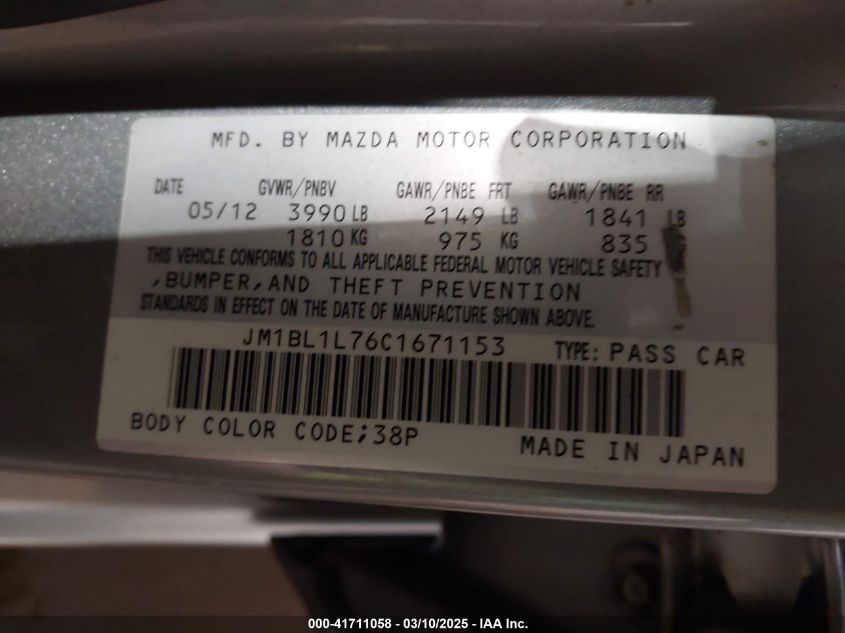 MFD. BY MAZDA MOTOR CORPORATION
DATE GVWR/PNBV GAWR/PNBE FRT GAWR/PNBE RR
05/12 3990 LB 2149 LB 1841 LB
1810 KG 975 KG 835
THIS VEHICLE CONFORMS TO ALL APPLICABLE FEDERAL MOTOR VEHICLE SAFETY
,BUMPER,AND THEFT PREVENTION
STANDARDS IN EFFECT ON THE DATE OF MANUFACTURE SHOWN ABOVE.
JM1BL1L76C1671153 TYPE: PASS CAR
BODY COLOR CODE;38P
MADE IN JAPAN
000-41711058 - 03/10/2025 - IAA Inc.